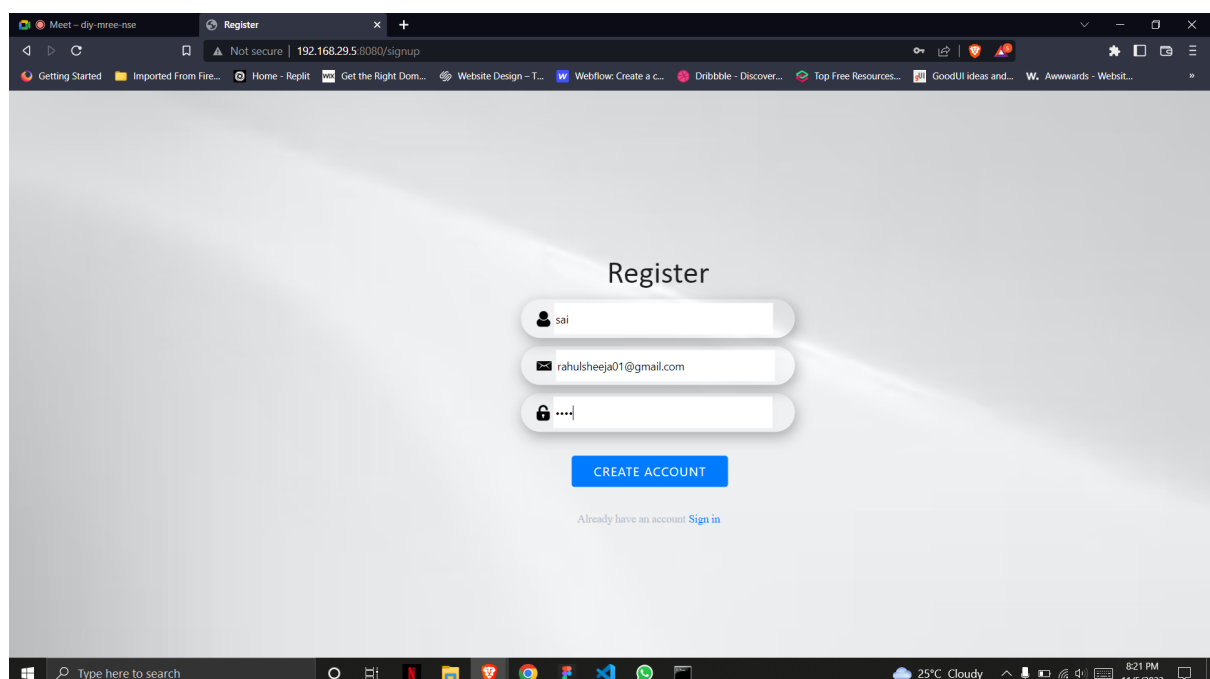 Meet – diy-mree-nse
Register
Not secure | 192.168.29.5:8080/signup
Getting Started Imported From Fire... Home - Replit WIX Get the Right Dom... Website Design – T... W Webflow: Create a c... Dribbble - Discover... Top Free Resources... gUI GoodUI ideas and... W. Awwwards - Websit... »
Register
sai
rahulsheeja01@gmail.com
••••
CREATE ACCOUNT
Already have an account Sign in
Type here to search
25°C Cloudy
8:21 PM